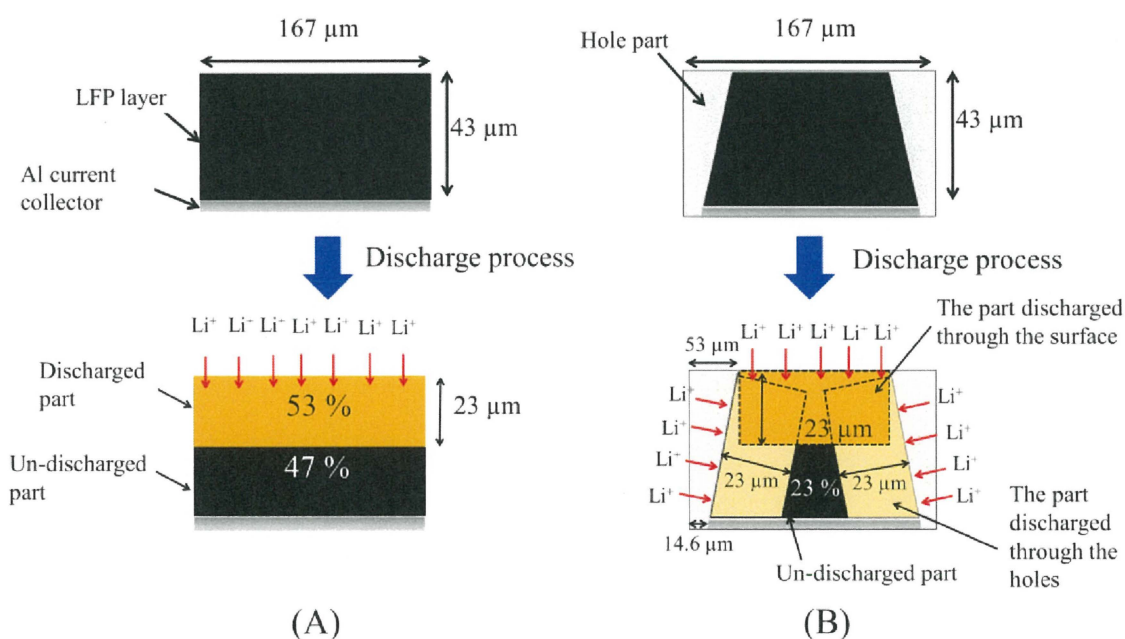 167 µm
LFP layer
43 µm
Al current
collector
Discharge process
Li⁺ Li⁺ Li⁺ Li⁺ Li⁺ Li⁺ Li⁺
Discharged
part
53 %
23 µm
Un-discharged
part
47 %
(A)
Hole part
167 µm
43 µm
Discharge process
The part discharged
through the surface
Li⁺ Li⁺ Li⁺ Li⁺ Li⁺
53 µm
Li⁺
Li⁺
Li⁺
Li⁺
Li⁺
Li⁺
Li⁺
Li⁺
23 µm
23 µm
23 %
23 µm
14.6 µm
Un-discharged part
The part
discharged
through the
holes
(B)